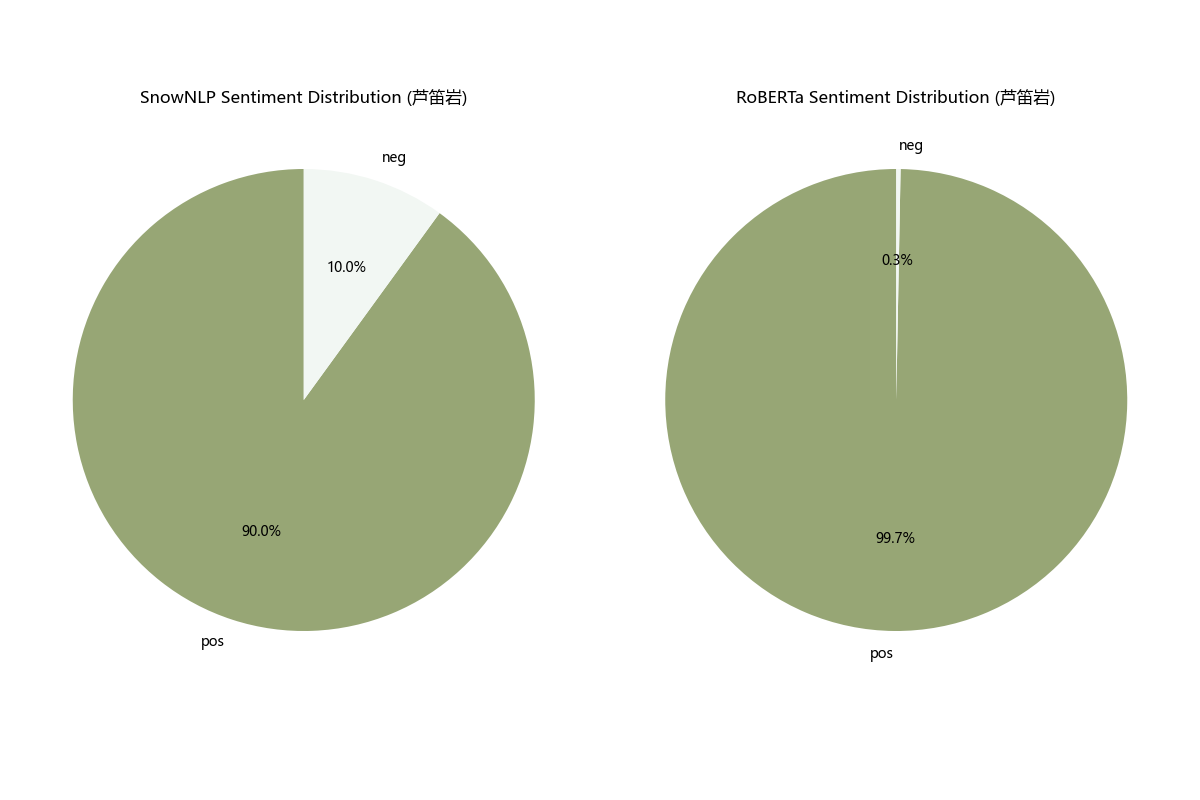 SnowNLP Sentiment Distribution (芦笛岩)
neg
10.0%
90.0%
pos
RoBERTa Sentiment Distribution (芦笛岩)
neg
0.3%
99.7%
pos